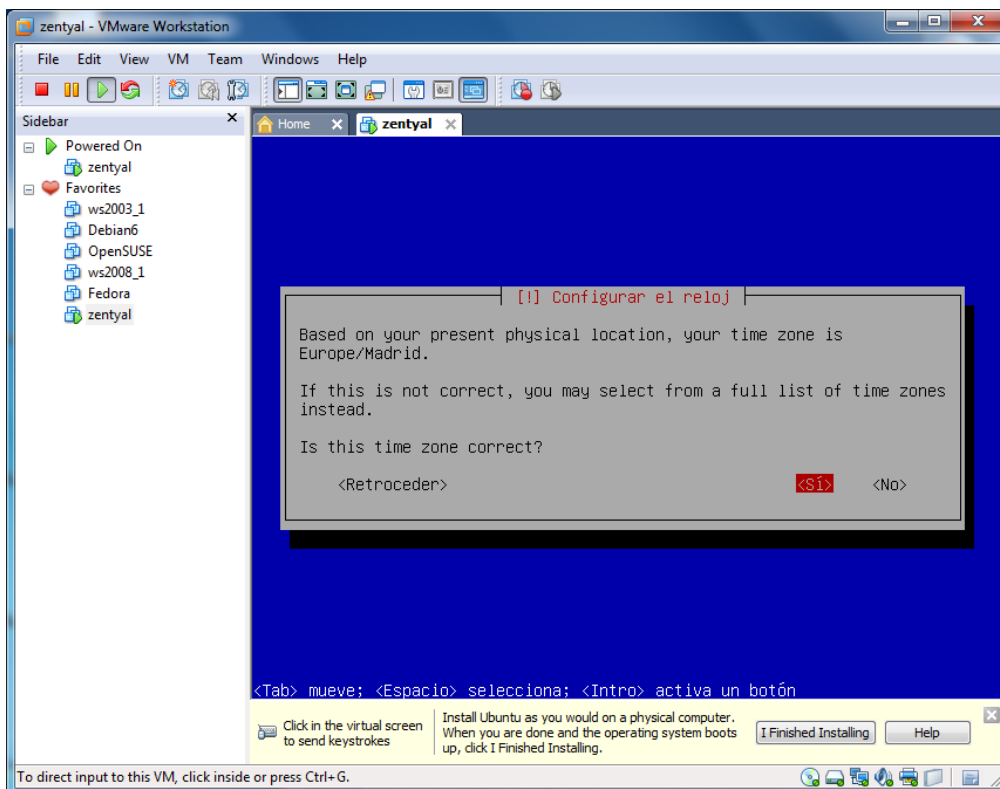 zentyal - VMware Workstation
File Edit View VM Team Windows Help
Sidebar
Home zentyal
Powered On
zentyal
Favorites
ws2003_1
Debian6
OpenSUSE
ws2008_1
Fedora
zentyal
[!] Configurar el reloj
Based on your present physical location, your time zone is
Europe/Madrid.
If this is not correct, you may select from a full list of time zones
instead.
Is this time zone correct?
<Retroceder> <Sí> <No>
<Tab> mueve; <Espacio> selecciona; <Intro> activa un botón
Click in the virtual screen
to send keystrokes
Install Ubuntu as you would on a physical computer.
When you are done and the operating system boots
up, click I Finished Installing.
I Finished Installing
Help
To direct input to this VM, click inside or press Ctrl+G.